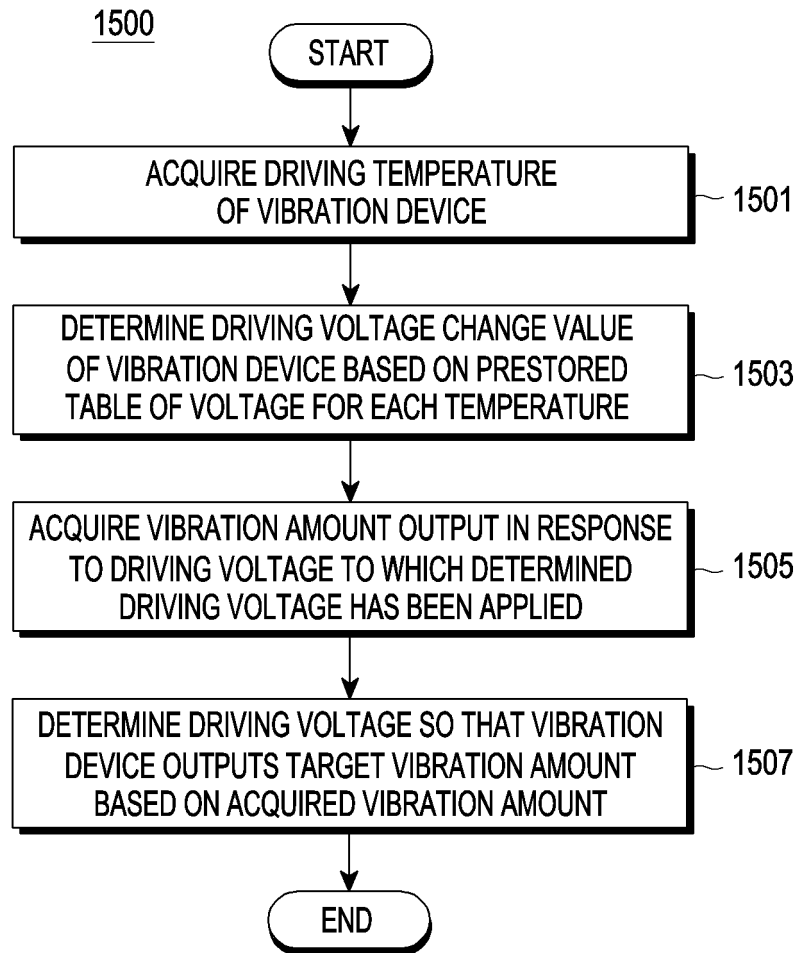 1500
START
ACQUIRE DRIVING TEMPERATURE
OF VIBRATION DEVICE
1501
DETERMINE DRIVING VOLTAGE CHANGE VALUE
OF VIBRATION DEVICE BASED ON PRESTORED
TABLE OF VOLTAGE FOR EACH TEMPERATURE
1503
ACQUIRE VIBRATION AMOUNT OUTPUT IN RESPONSE
TO DRIVING VOLTAGE TO WHICH DETERMINED
DRIVING VOLTAGE HAS BEEN APPLIED
1505
DETERMINE DRIVING VOLTAGE SO THAT VIBRATION
DEVICE OUTPUTS TARGET VIBRATION AMOUNT
BASED ON ACQUIRED VIBRATION AMOUNT
1507
END